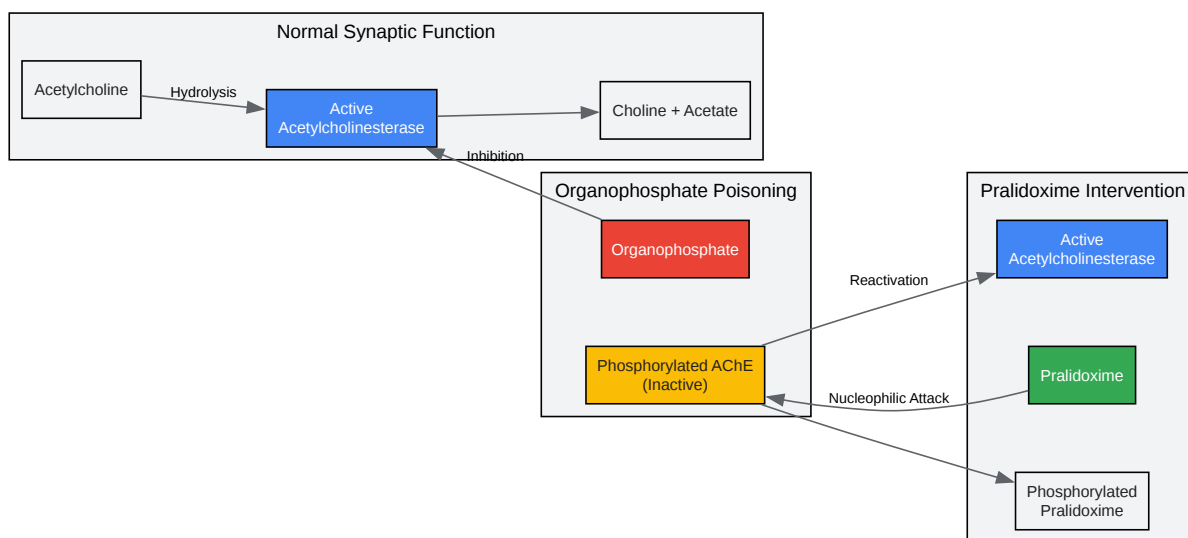 Normal Synaptic Function
Acetylcholine
Hydrolysis
Active
Acetylcholinesterase
Choline + Acetate
Inhibition
Organophosphate Poisoning
Organophosphate
Phosphorylated AChE
(Inactive)
Pralidoxime Intervention
Active
Acetylcholinesterase
Reactivation
Pralidoxime
Nucleophilic Attack
Phosphorylated
Pralidoxime